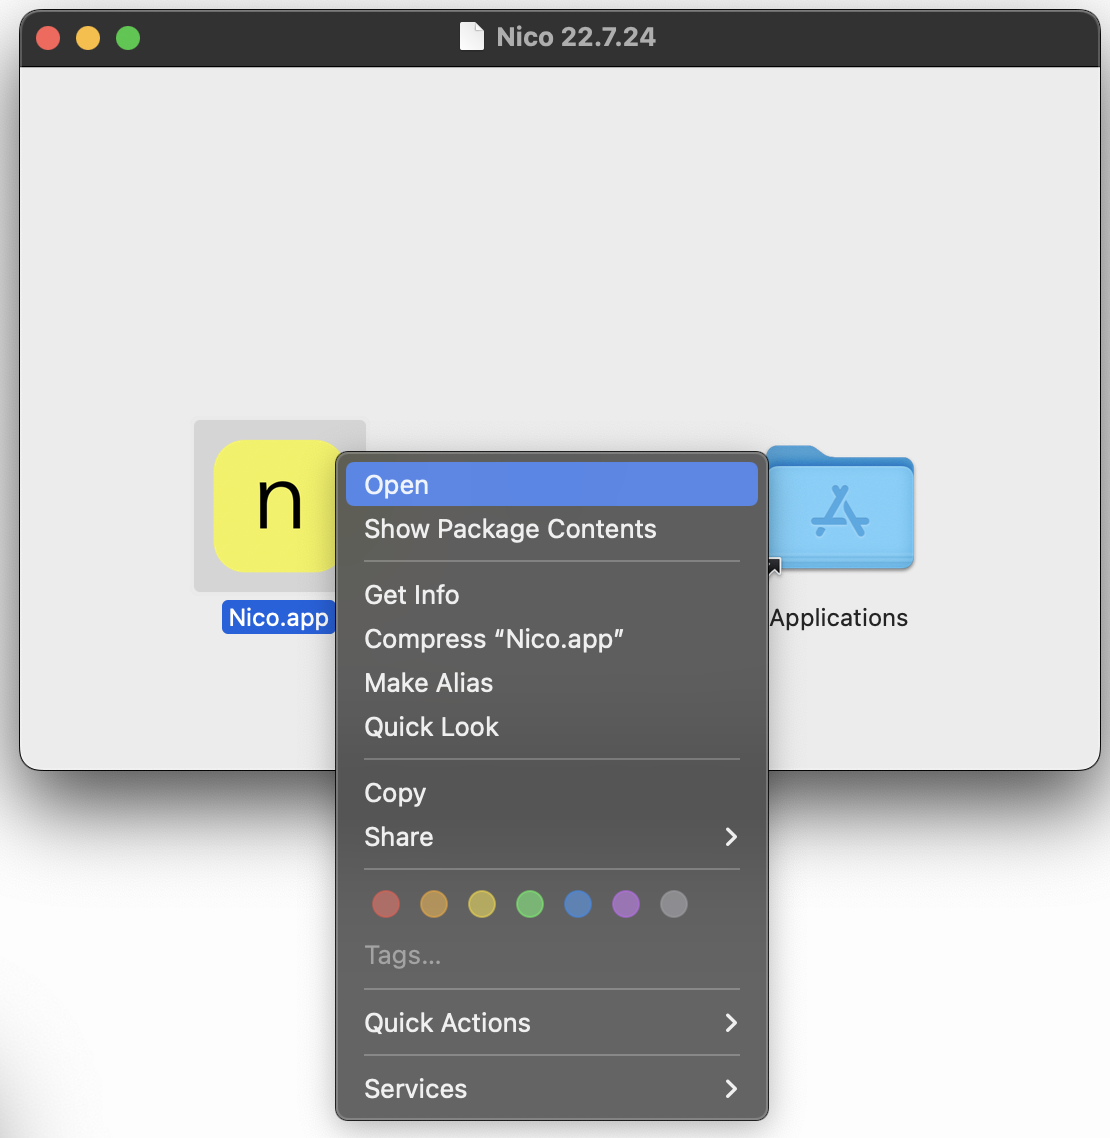 Nico 22.7.24
n
Nico.app
Applications
Open
Show Package Contents
Get Info
Compress “Nico.app”
Make Alias
Quick Look
Copy
Share
Tags...
Quick Actions
Services